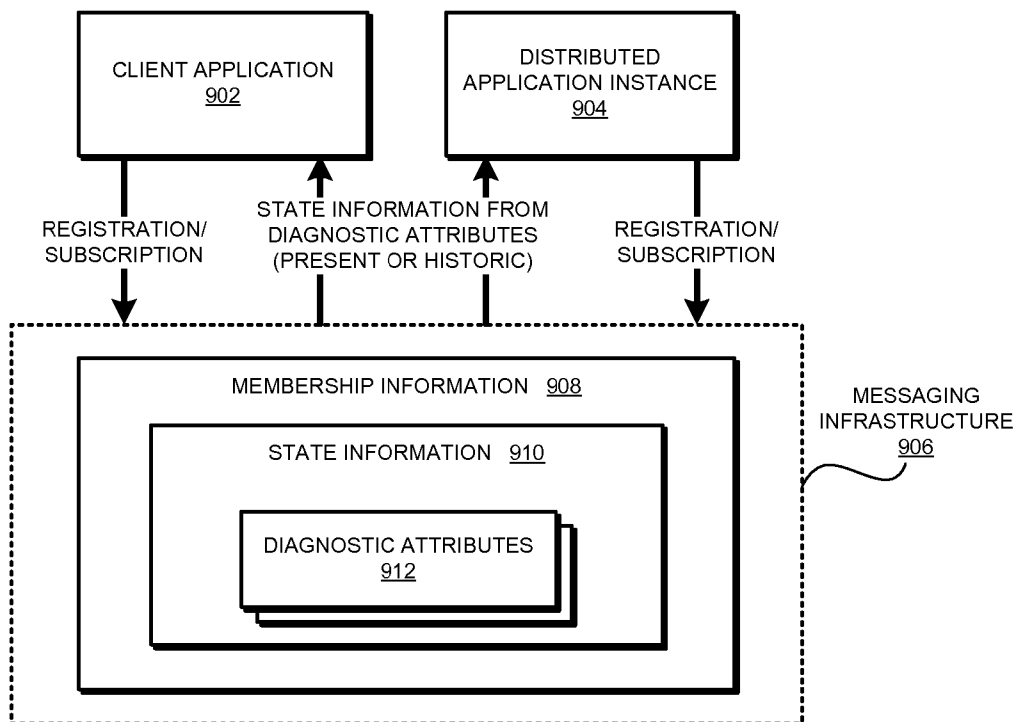 CLIENT APPLICATION
902
DISTRIBUTED
APPLICATION INSTANCE
904
REGISTRATION/
SUBSCRIPTION
STATE INFORMATION FROM
DIAGNOSTIC ATTRIBUTES
(PRESENT OR HISTORIC)
REGISTRATION/
SUBSCRIPTION
MEMBERSHIP INFORMATION 908
STATE INFORMATION 910
DIAGNOSTIC ATTRIBUTES
912
MESSAGING
INFRASTRUCTURE
906